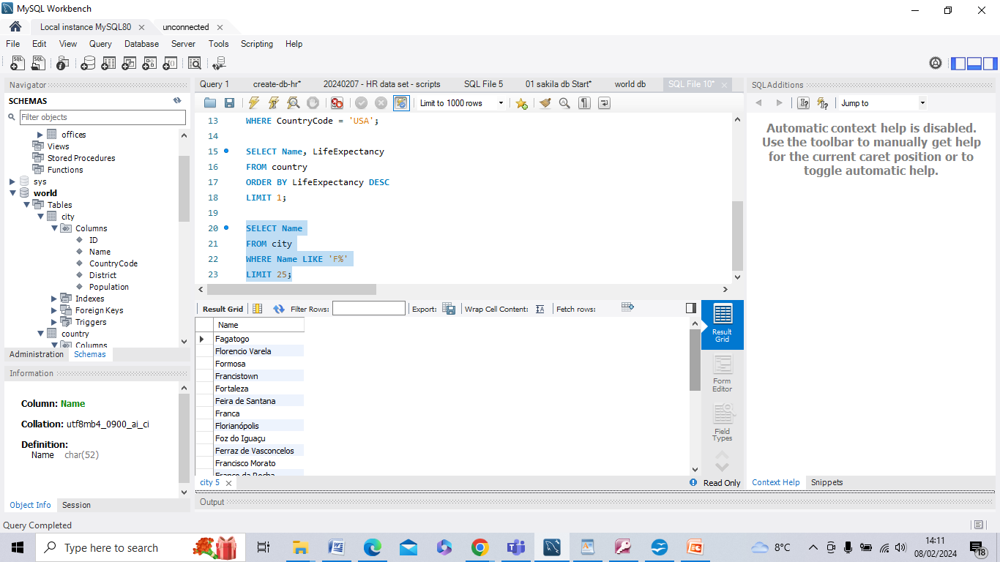 MySQL Workbench
Local instance MySQL80
unconnected
File Edit View Query Database Server Tools Scripting Help
Navigator
SCHEMAS
Filter objects
offices
Views
Stored Procedures
Functions
sys
world
Tables
city
Columns
ID
Name
CountryCode
District
Population
Indexes
Foreign Keys
Triggers
country
Columns
Administration Schemas
Information
Column: Name
Collation: utf8mb4_0900_ai_ci
Definition:
Name char(52)
Object Info Session
Query Completed
Query 1 create-db-hr* 20240207 - HR data set - scripts SQL File 5 01 sakila db Start* world db SQL File 10*
Limit to 1000 rows
13 WHERE CountryCode = 'USA';
14
15 SELECT Name, LifeExpectancy
16 FROM country
17 ORDER BY LifeExpectancy DESC
18 LIMIT 1;
19
20 SELECT Name
21 FROM city
22 WHERE Name LIKE 'F%'
23 LIMIT 25;
Result Grid Filter Rows: Export: Wrap Cell Content: Fetch rows:
Name
Fagatogo
Florencio Varela
Formosa
Francistown
Fortaleza
Feira de Santana
Franca
Florianópolis
Foz do Iguaçu
Ferraz de Vasconcelos
Francisco Morato
Franco da Rocha
Result
Grid
Form
Editor
Field
Types
city 5
Read Only
Output
SQLAdditions
Jump to
Automatic context help is disabled.
Use the toolbar to manually get help
for the current caret position or to
toggle automatic help.
Context Help Snippets
Type here to search
8°C
14:11
08/02/2024
18